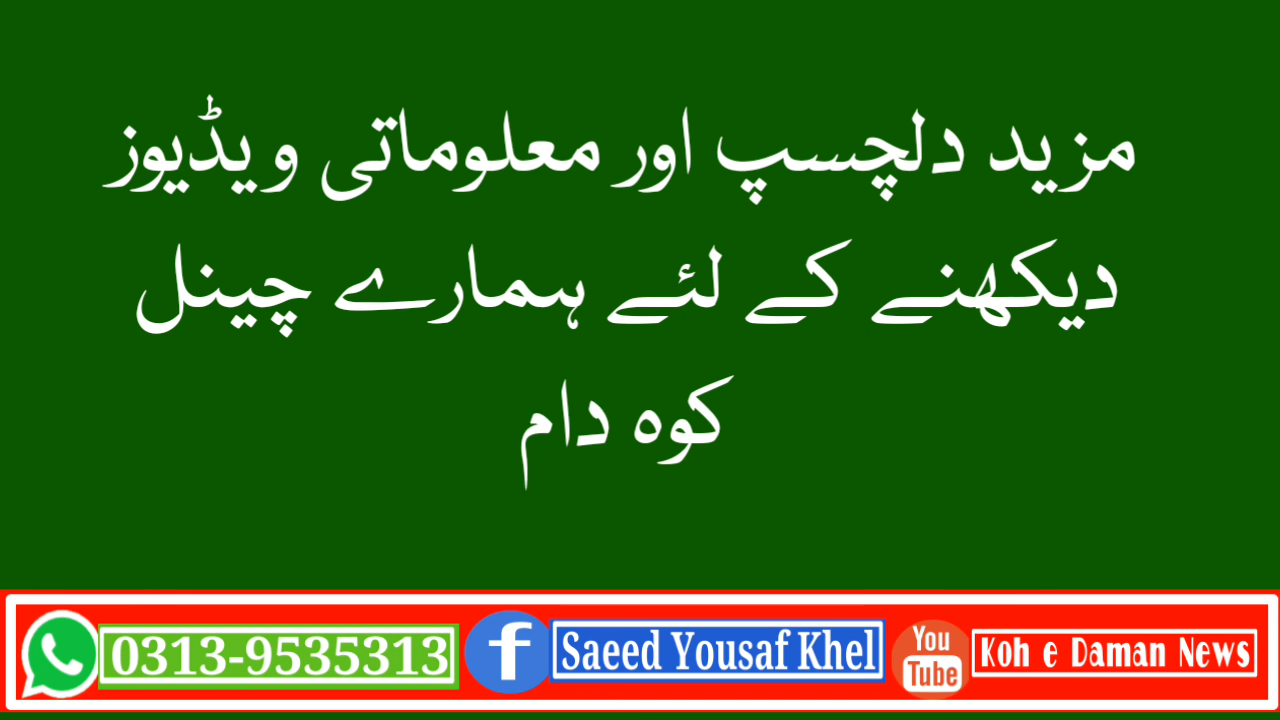 مزید دلچسپ اور معلوماتی ویڈیوز
دیکھنے کے لئے ہمارے چینل
کوہ دام
0313-9535313
Saeed Yousaf Khel
You
Tube
Koh e Daman News